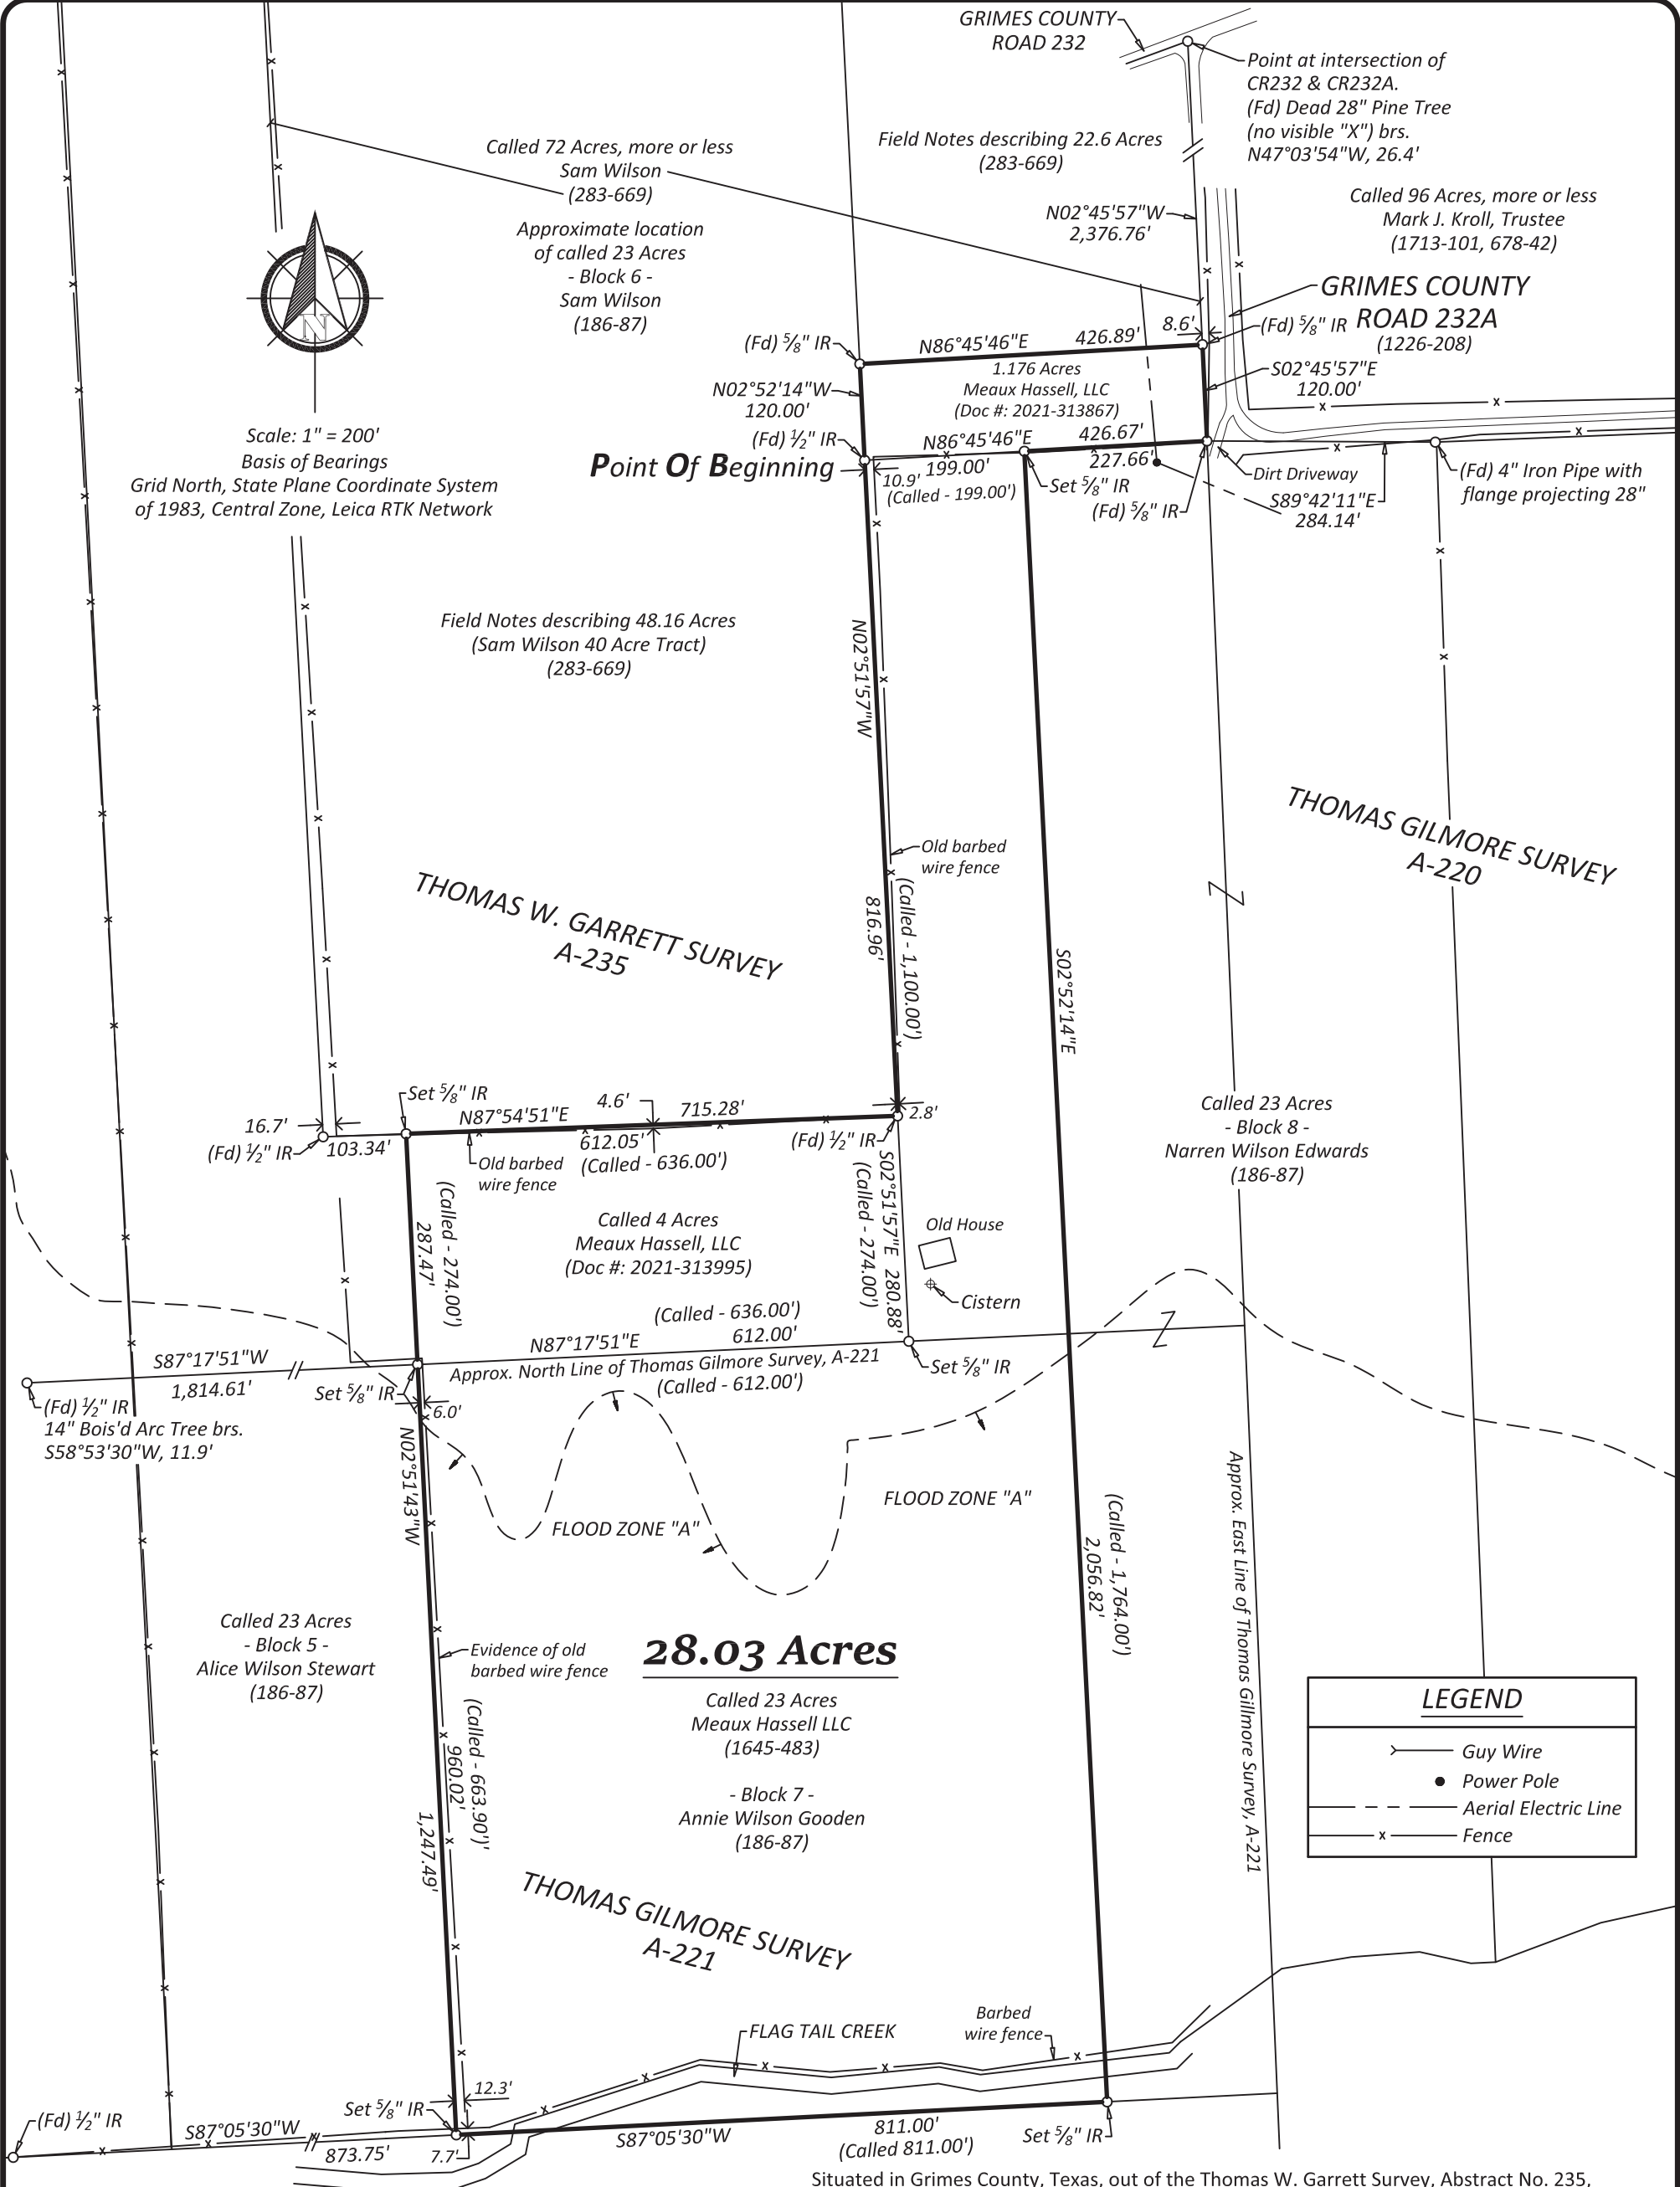 GRIMES COUNTY
ROAD 232
Point at intersection of
CR232 & CR232A.
(Fd) Dead 28" Pine Tree
(no visible "X") brs.
N47°03'54"W, 26.4'
Called 72 Acres, more or less
Sam Wilson
(283-669)
Field Notes describing 22.6 Acres
(283-669)
Called 96 Acres, more or less
Mark J. Kroll, Trustee
(1713-101, 678-42)
N02°45'57"W
2,376.76'
Approximate location
of called 23 Acres
- Block 6 -
Sam Wilson
(186-87)
N
GRIMES COUNTY
ROAD 232A
(1226-208)
8.6'
(Fd) ⅝" IR
(Fd) ⅝" IR
N86°45'46"E 426.89'
1.176 Acres
Meaux Hassell, LLC
(Doc #: 2021-313867)
S02°45'57"E
120.00'
N02°52'14"W
120.00'
(Fd) ½" IR
Point Of Beginning
N86°45'46"E 426.67'
10.9' 199.00'
(Called - 199.00')
227.66'
Set ⅝" IR
(Fd) ⅝" IR
Dirt Driveway
S89°42'11"E
284.14'
(Fd) 4" Iron Pipe with
flange projecting 28"
Scale: 1" = 200'
Basis of Bearings
Grid North, State Plane Coordinate System
of 1983, Central Zone, Leica RTK Network
Field Notes describing 48.16 Acres
(Sam Wilson 40 Acre Tract)
(283-669)
N02°51'57"W
816.96'
(Called - 1,100.00')
Old barbed
wire fence
S02°52'14"E
THOMAS GILMORE SURVEY
A-220
THOMAS W. GARRETT SURVEY
A-235
Set ⅝" IR
16.7'
(Fd) ½" IR
103.34'
N87°54'51"E
4.6'
715.28'
2.8'
612.05'
(Called - 636.00')
(Fd) ½" IR
Old barbed
wire fence
Called 23 Acres
- Block 8 -
Narren Wilson Edwards
(186-87)
(Called - 274.00')
287.47'
Called 4 Acres
Meaux Hassell, LLC
(Doc #: 2021-313995)
S02°51'57"E 280.88'
(Called - 274.00')
Old House
Cistern
(Called - 636.00')
N87°17'51"E 612.00'
Approx. North Line of Thomas Gilmore Survey, A-221
(Called - 612.00')
Set ⅝" IR
S87°17'51"W
1,814.61'
Set ⅝" IR
6.0'
(Fd) ½" IR
14" Bois'd Arc Tree brs.
S58°53'30"W, 11.9'
N02°51'43"W
FLOOD ZONE "A"
FLOOD ZONE "A"
(Called - 1,764.00')
2,056.82'
Approx. East Line of Thomas Gillmore Survey, A-221
Called 23 Acres
- Block 5 -
Alice Wilson Stewart
(186-87)
Evidence of old
barbed wire fence
(Called - 663.90')'
960.02'
1,247.49'
28.03 Acres
Called 23 Acres
Meaux Hassell LLC
(1645-483)
- Block 7 -
Annie Wilson Gooden
(186-87)
LEGEND
Guy Wire
Power Pole
Aerial Electric Line
Fence
THOMAS GILMORE SURVEY
A-221
FLAG TAIL CREEK
Barbed
wire fence
12.3'
Set ⅝" IR
(Fd) ½" IR
S87°05'30"W
873.75'
7.7'
S87°05'30"W
811.00'
(Called 811.00')
Set ⅝" IR
Situated in Grimes County, Texas, out of the Thomas W. Garrett Survey, Abstract No. 235,